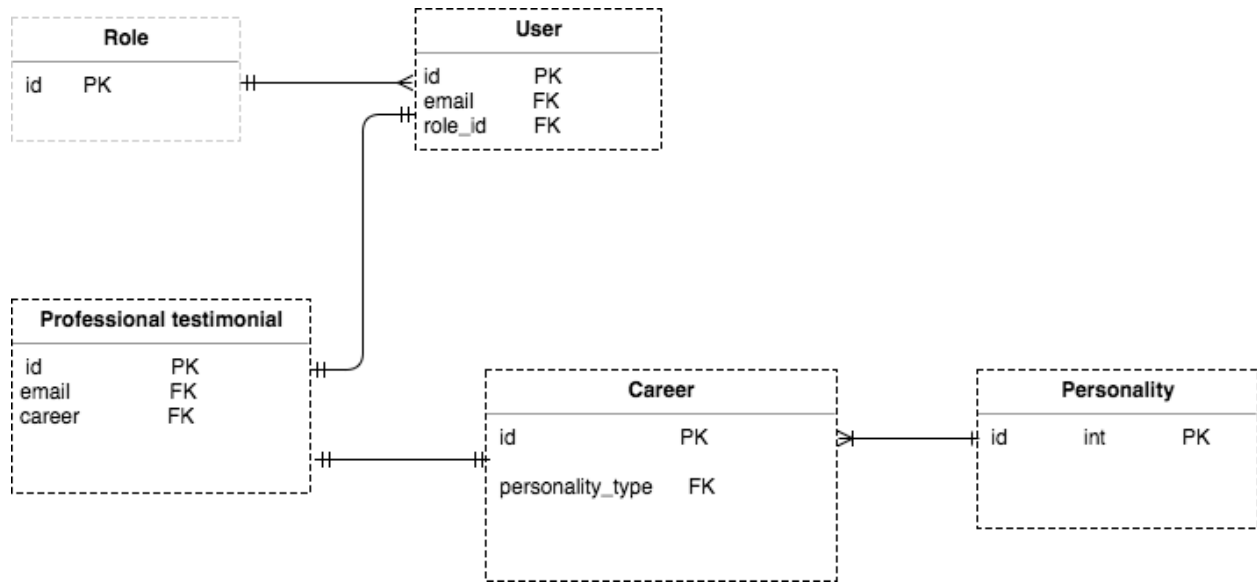 Role
id PK
User
id PK
email FK
role_id FK
Professional testimonial
id PK
email FK
career FK
Career
id PK
personality_type FK
Personality
id int PK